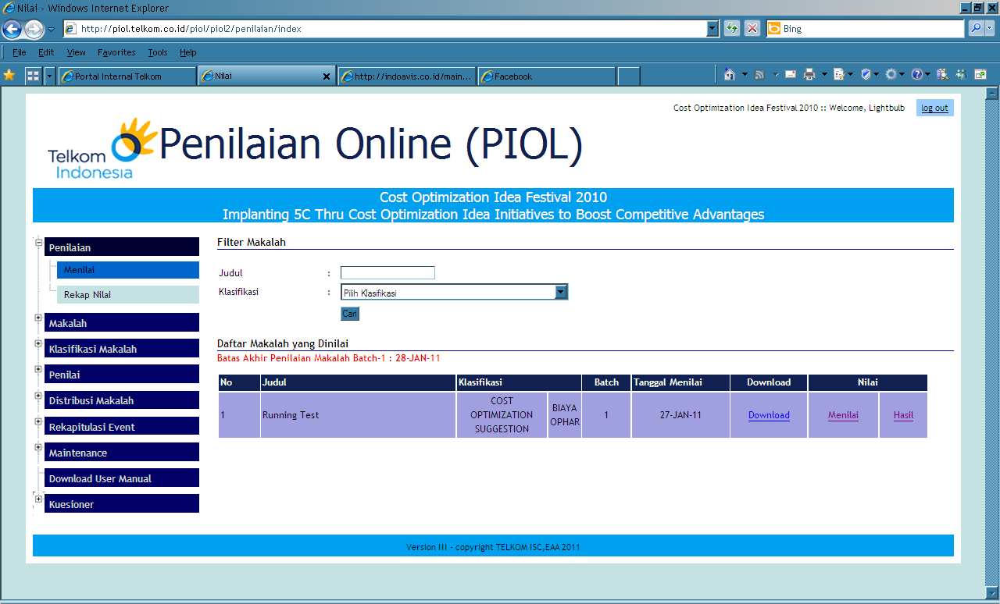 Nilai - Windows Internet Explorer
http://piol.telkom.co.id/piol/piol2/penilaian/index
Bing
File Edit View Favorites Tools Help
Portal Internal Telkom
Nilai
http://indoavis.co.id/main...
Facebook
Cost Optimization Idea Festival 2010 :: Welcome, Lightbulb
log out
Telkom
Indonesia
Penilaian Online (PIOL)
Cost Optimization Idea Festival 2010
Implanting 5C Thru Cost Optimization Idea Initiatives to Boost Competitive Advantages
Penilaian
Menilai
Rekap Nilai
Makalah
Klasifikasi Makalah
Penilai
Distribusi Makalah
Rekapitulasi Event
Maintenance
Download User Manual
Kuesioner
Filter Makalah
Judul :
Klasifikasi : Pilih Klasifikasi
Cari
Daftar Makalah yang Dinilai
Batas Akhir Penilaian Makalah Batch-1 : 28-JAN-11
No Judul Klasifikasi Batch Tanggal Menilai Download Nilai
1 Running Test COST OPTIMIZATION SUGGESTION BIAYA OPHAR 1 27-JAN-11 Download Menilai Hasil
Version III - copyright TELKOM ISC,EAA 2011